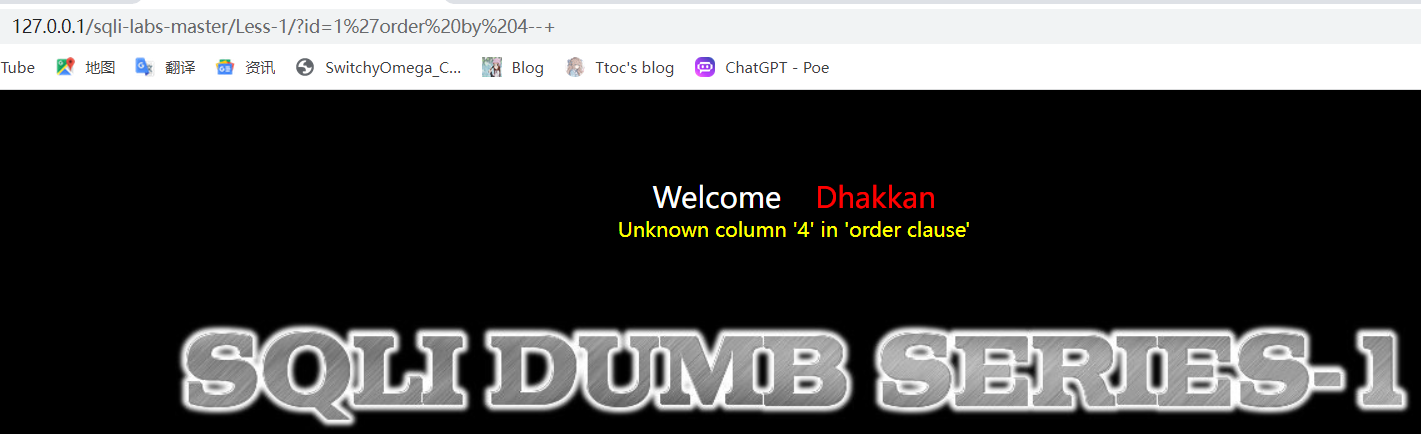 127.0.0.1/sqli-labs-master/Less-1/?id=1%27order%20by%204--+
Tube 地图 翻译 资讯 SwitchyOmega_C... Blog Ttoc's blog ChatGPT - Poe
Welcome Dhakkan
Unknown column '4' in 'order clause'
SQLI DUMB SERIES-1